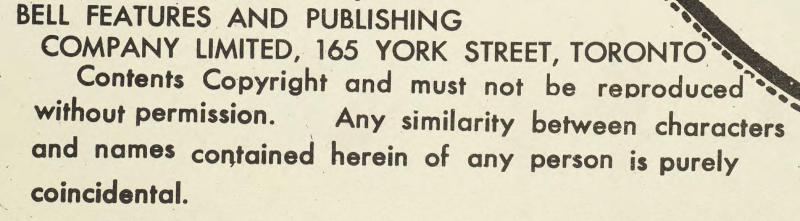 BELL FEATURES AND PUBLISHING
COMPANY LIMITED, 165 YORK STREET, TORONTO
Contents Copyright and must not be reproduced
without permission. Any similarity between characters
and names contained herein of any person is purely
coincidental.